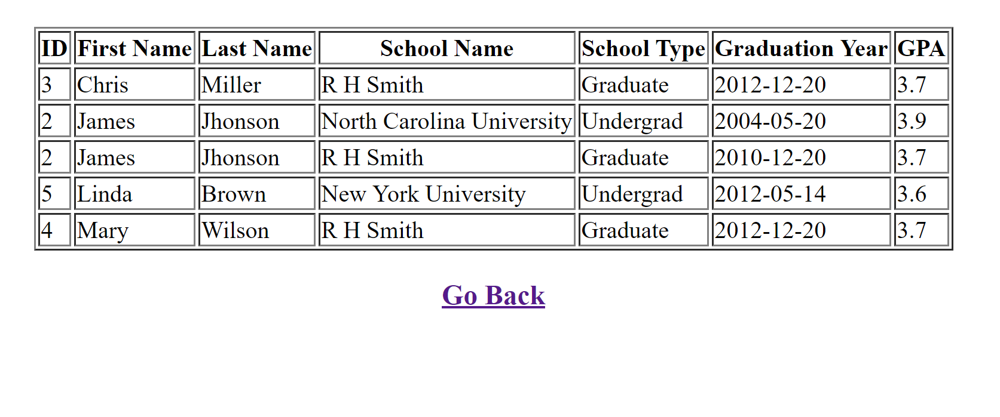 ID First Name Last Name School Name School Type Graduation Year GPA
3 Chris Miller R H Smith Graduate 2012-12-20 3.7
2 James Jhonson North Carolina University Undergrad 2004-05-20 3.9
2 James Jhonson R H Smith Graduate 2010-12-20 3.7
5 Linda Brown New York University Undergrad 2012-05-14 3.6
4 Mary Wilson R H Smith Graduate 2012-12-20 3.7
Go Back